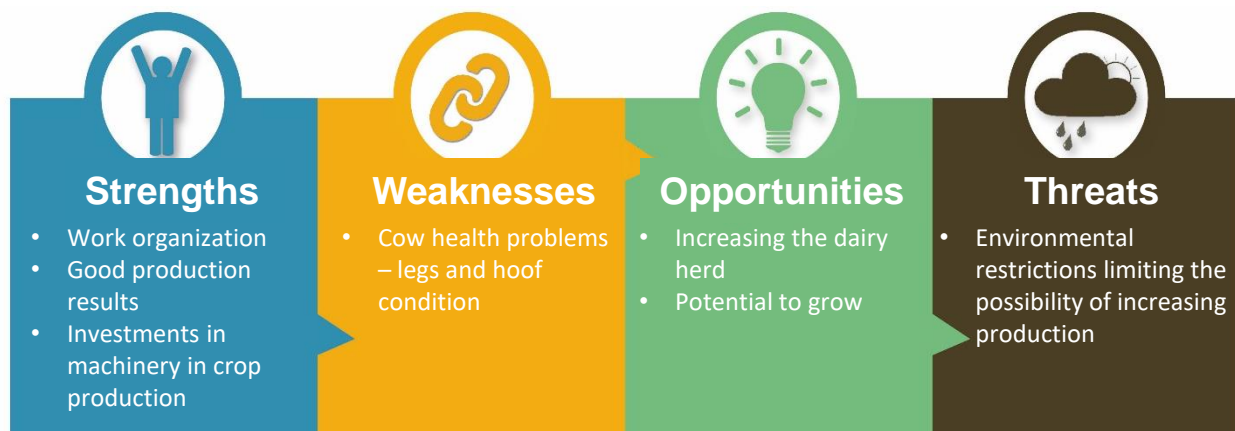 Strengths
• Work organization
• Good production
results
• Investments in
machinery in crop
production
Weaknesses
• Cow health problems
– legs and hoof
condition
Opportunities
• Increasing the dairy
herd
• Potential to grow
Threats
• Environmental
restrictions limiting the
possibility of increasing
production